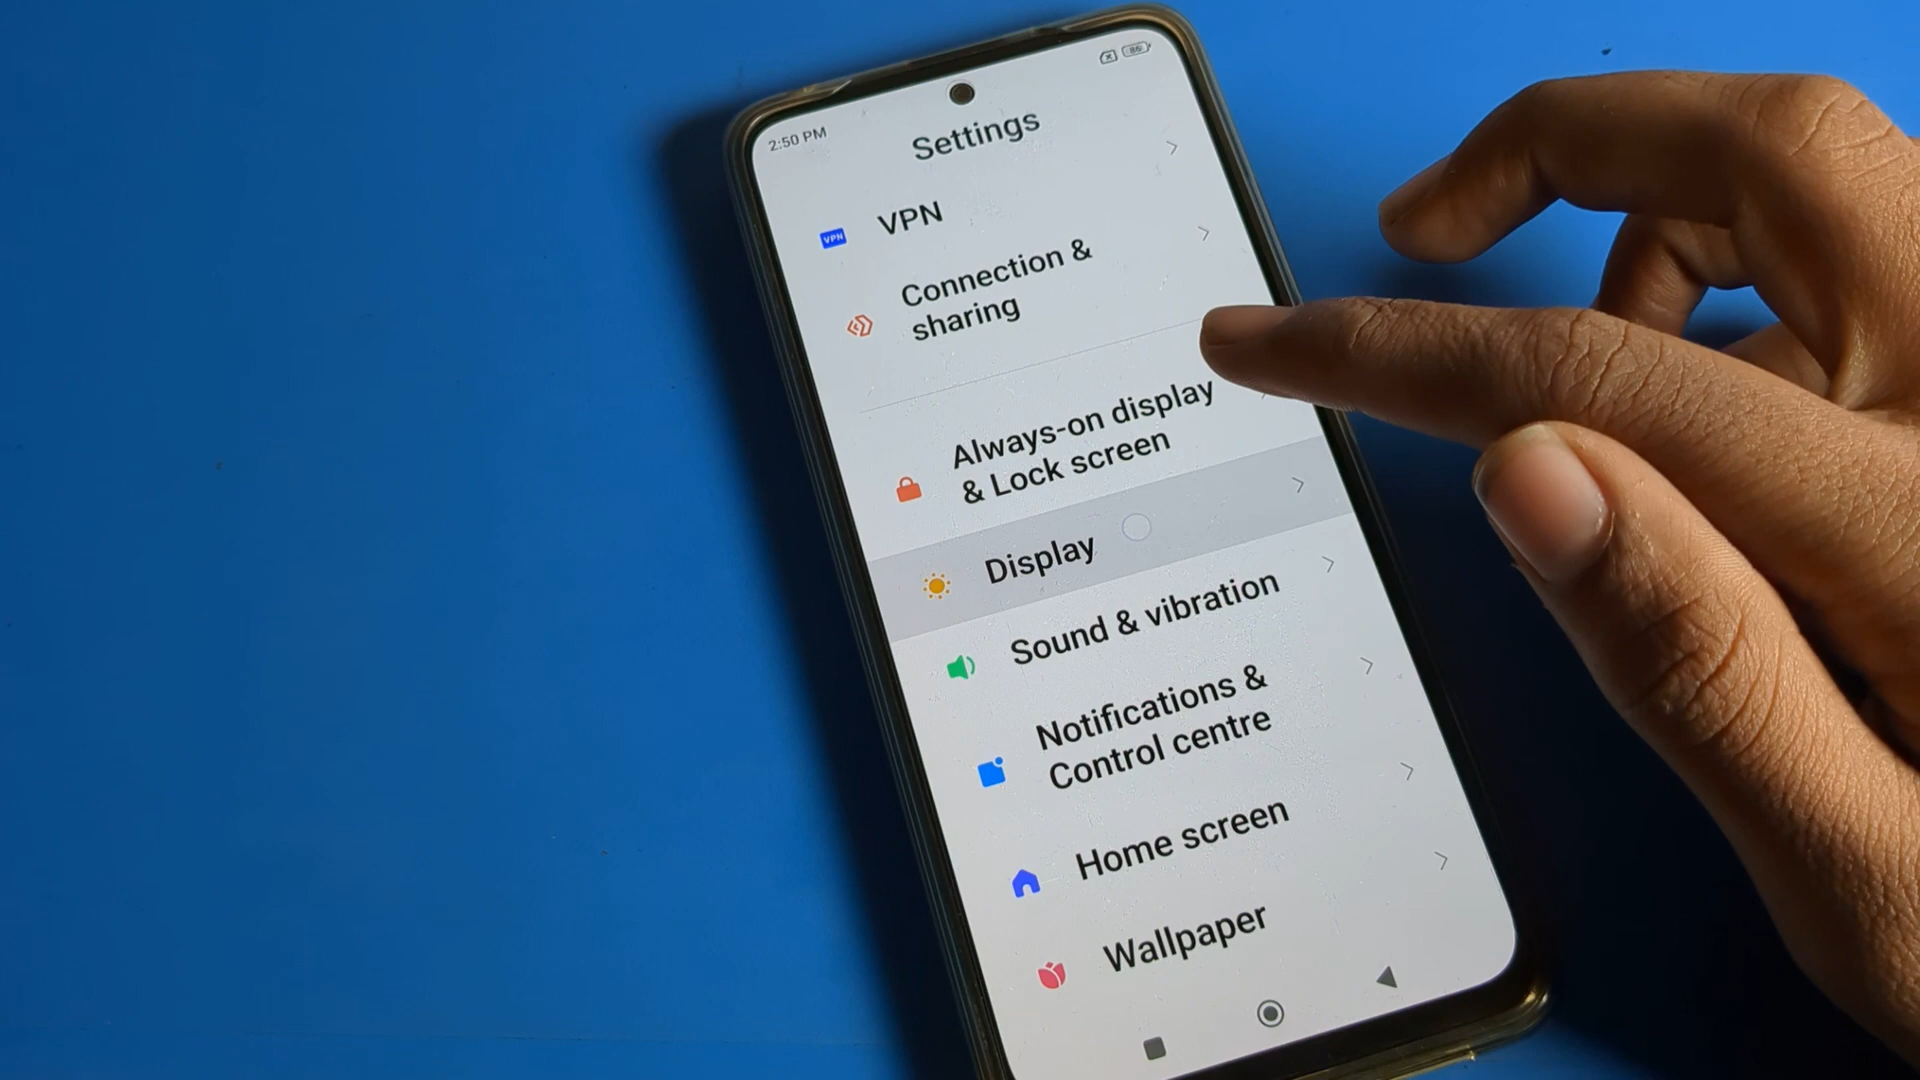 2:50 PM
86
Settings
VPN
VPN
Connection &
sharing
Always-on display
& Lock screen
Display
Sound & vibration
Notifications &
Control centre
Home screen
Wallpaper